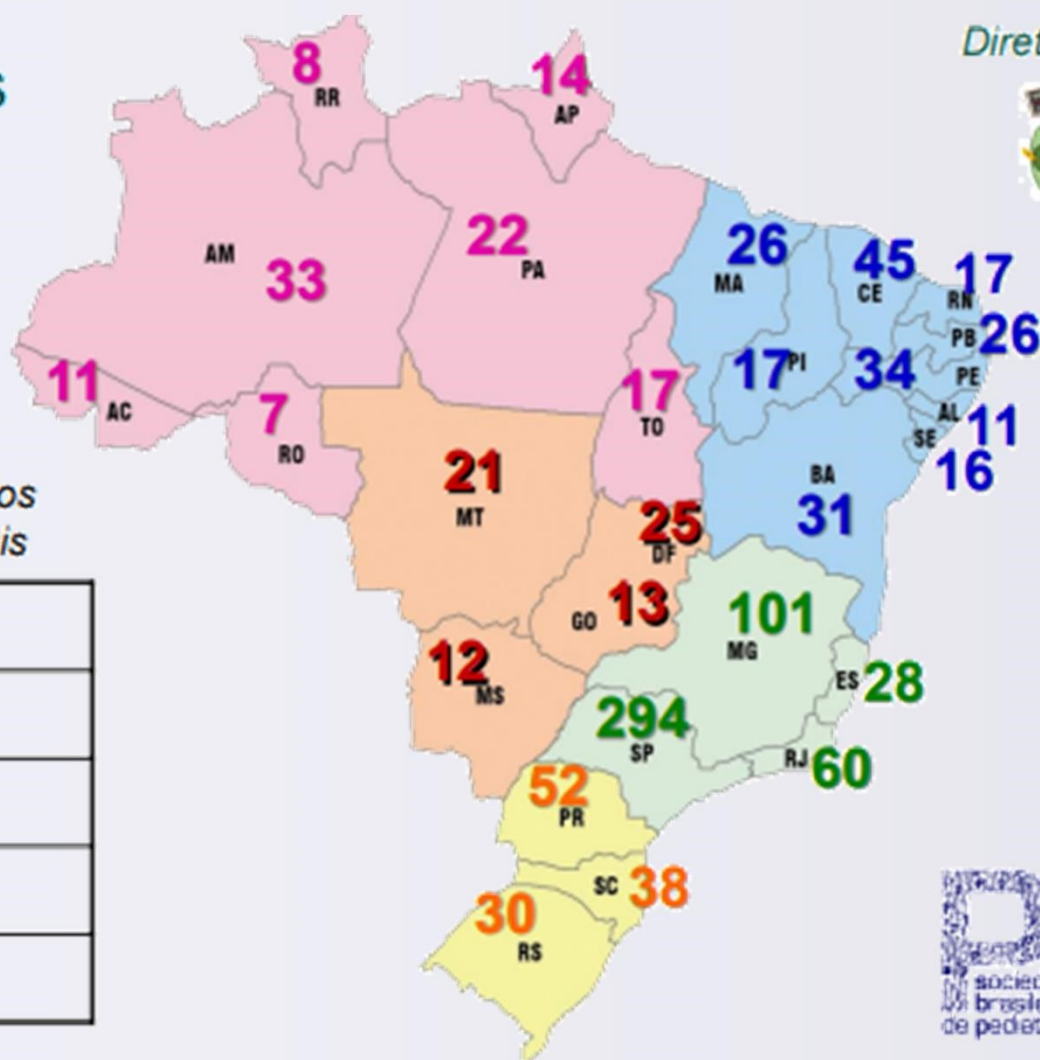 S
Diret
8
RR
14
AP
AM
33
22
PA
26
MA
45
CE
17
RN
PB
26
17
PI
34
PE
11
AC
7
RO
17
TO
AL
11
SE
16
BA
31
21
MT
25
DF
os
is
13
GO
101
MG
12
MS
ES
28
294
SP
RJ
60
52
PR
SC
38
30
RS
socied
brasile
de pediat